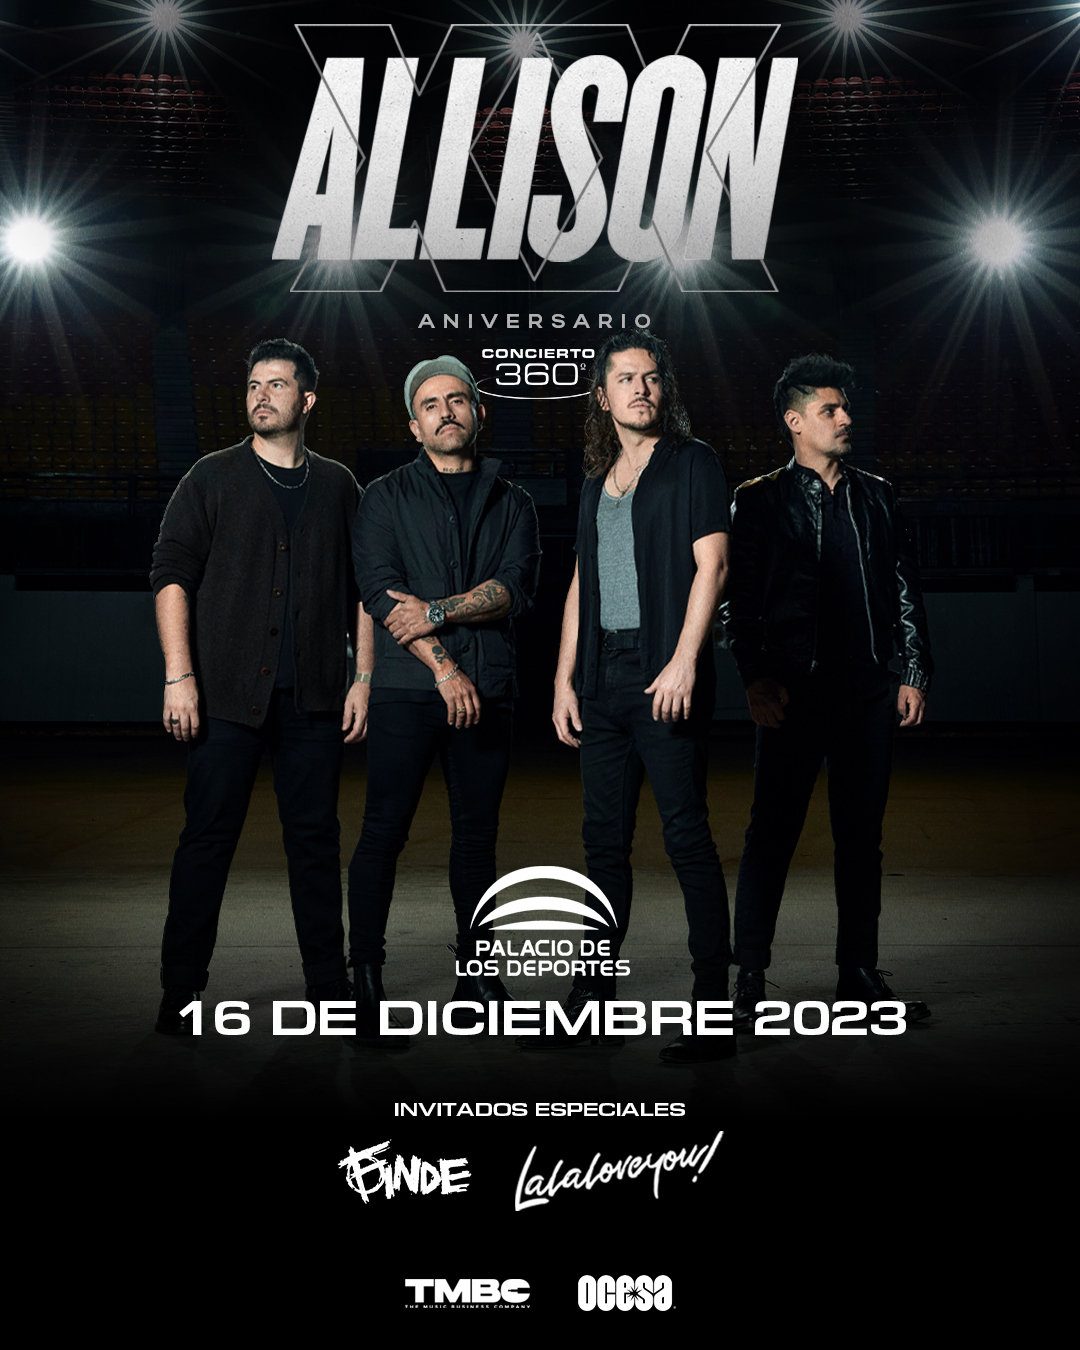 XX
ALLISON
ANIVERSARIO
CONCIERTO
360º
PALACIO DE
LOS DEPORTES
16 DE DICIEMBRE 2023
INVITADOS ESPECIALES
FINDE
Lalaloveyou!
TMBC
THE MUSIC BUSINESS COMPANY
OCESA